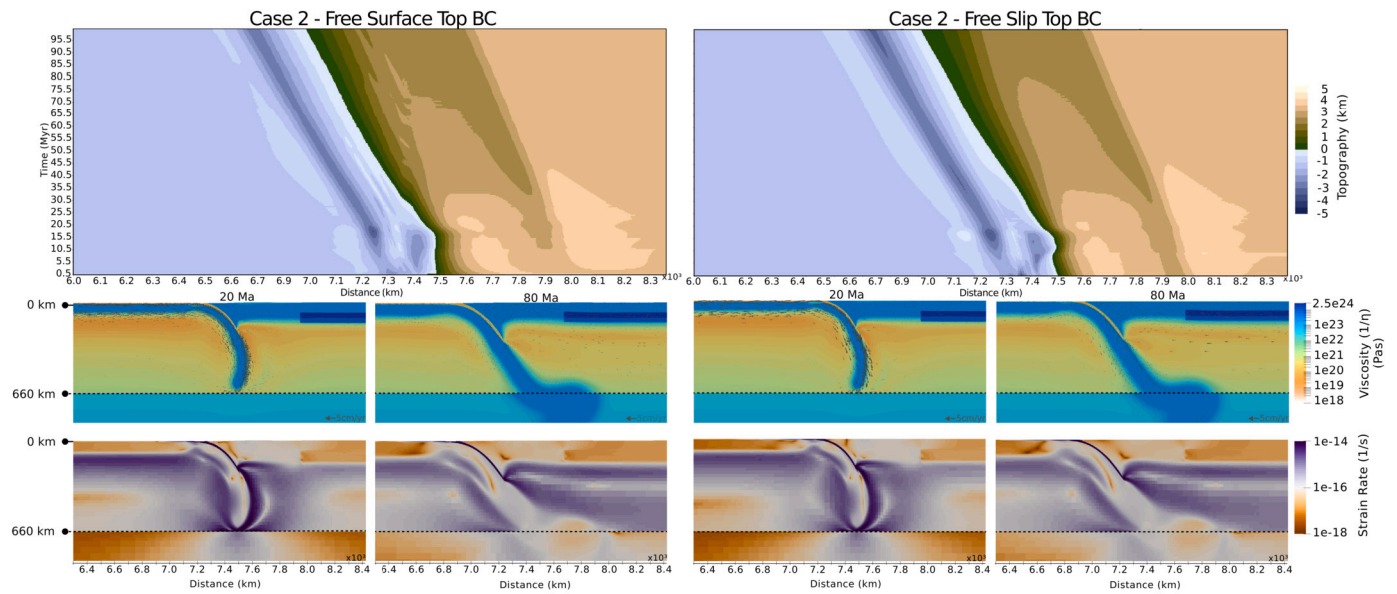 Case 2 - Free Surface Top BC
Case 2 - Free Slip Top BC
95.5
90.5
85.5
80.5
75.5
70.5
65.5
60.5
55.5
50.5
45.5
40.5
35.5
30.5
25.5
20.5
15.5
10.5
5.5
0.5
Time (Myr)
6.0 6.1 6.2 6.3 6.4 6.5 6.6 6.7 6.8 6.9 7.0 7.1 7.2 7.3 7.4 7.5 7.6 7.7 7.8 7.9 8.1 8.2 8.3
x10³
Distance (km)
6.0 6.1 6.2 6.3 6.4 6.5 6.6 6.7 6.8 6.9 7.0 7.1 7.2 7.3 7.4 7.5 7.6 7.7 7.8 7.9 8.1 8.2 8.3
x10³
Distance (km)
5
4
3
2
1
0
-1
-2
-3
-4
-5
Topography (km)
20 Ma
80 Ma
20 Ma
80 Ma
0 km
660 km
5cm/yr
5cm/yr
2.5e24
1e23
1e22
1e21
1e20
1e19
1e18
Viscosity (1/η)
(Pas)
0 km
660 km
x10³
x10³
x10³
x10³
1e-14
1e-16
1e-18
Strain Rate (1/s)
6.4 6.6 6.8 7.0 7.2 7.4 7.6 7.8 8.0 8.2
6.4 6.6 6.8 7.0 7.2 7.4 7.6 7.8 8.0 8.2
6.4 6.6 6.8 7.0 7.2 7.4 7.6 7.8 8.0 8.2
6.4 6.6 6.8 7.0 7.2 7.4 7.6 7.8 8.0 8.2
Distance (km)
Distance (km)
Distance (km)
Distance (km)